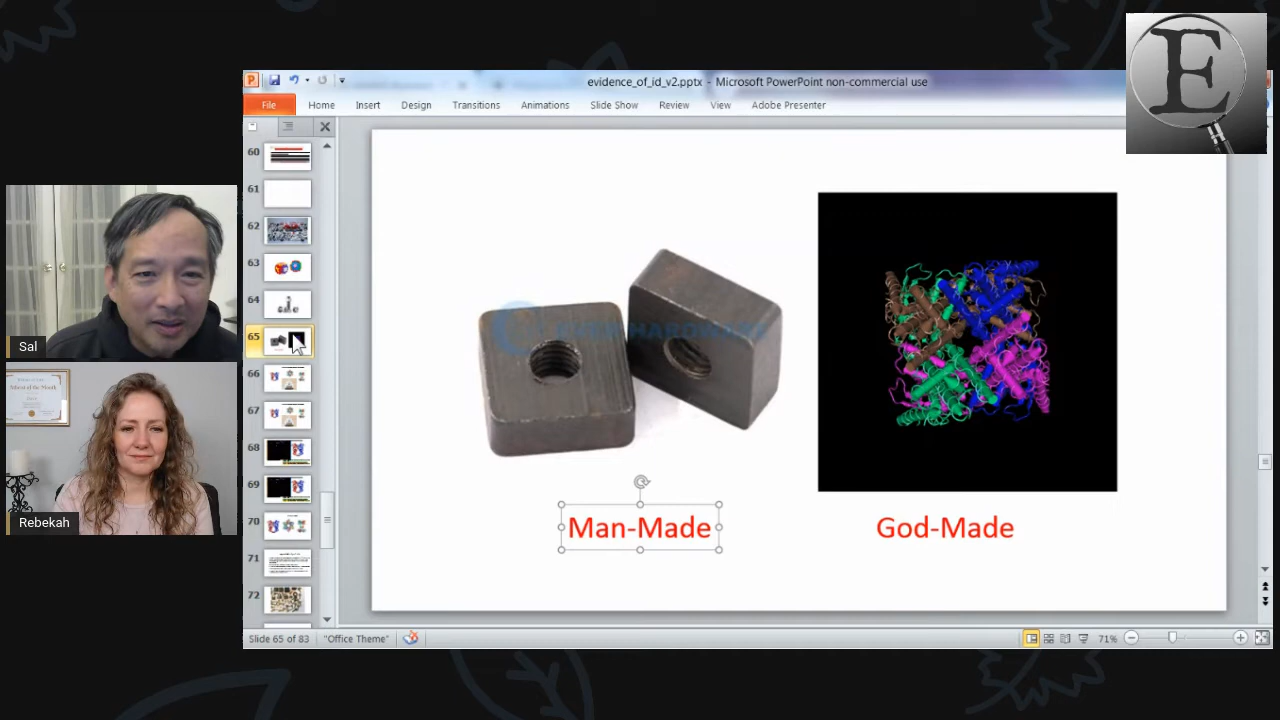 evidence_of_id_v2.pptx - Microsoft PowerPoint non-commercial use
File Home Insert Design Transitions Animations Slide Show Review View Adobe Presenter
E
60
61
62
63
64
65
66
67
68
69
70
71
72
Man-Made
God-Made
Sal
Rebekah
Slide 65 of 83 "Office Theme" 71%